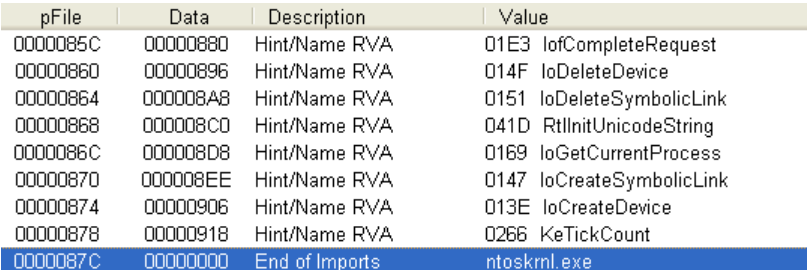 pFile Data Description Value
0000085C 00000880 Hint/Name RVA 01E3 IofCompleteRequest
00000860 00000896 Hint/Name RVA 014F IoDeleteDevice
00000864 000008A8 Hint/Name RVA 0151 IoDeleteSymbolicLink
00000868 000008C0 Hint/Name RVA 041D RtlInitUnicodeString
0000086C 000008D8 Hint/Name RVA 0169 IoGetCurrentProcess
00000870 000008EE Hint/Name RVA 0147 IoCreateSymbolicLink
00000874 00000906 Hint/Name RVA 013E IoCreateDevice
00000878 00000918 Hint/Name RVA 0266 KeTickCount
0000087C 00000000 End of Imports ntoskrnl.exe